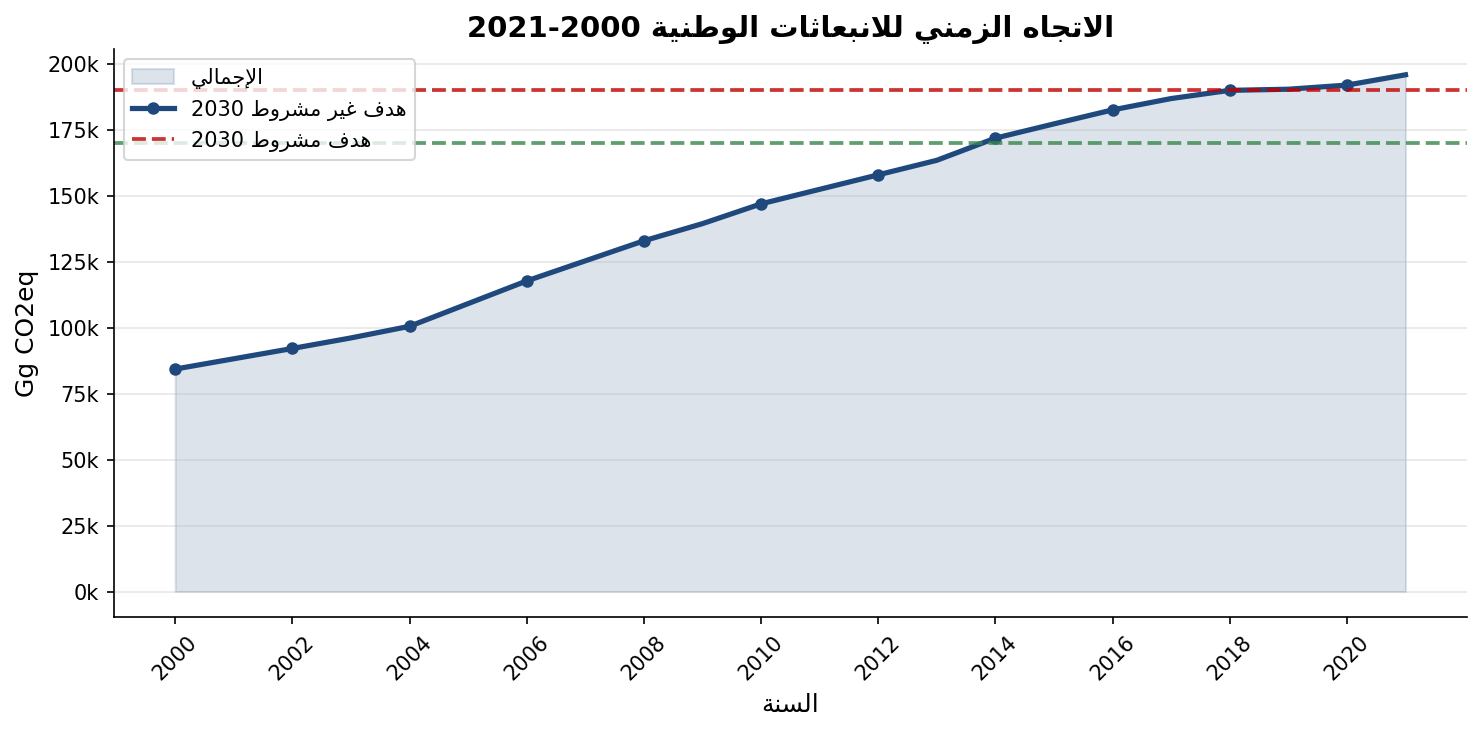 الاتجاه الزمني للانبعاثات الوطنية 2000-2021
الإجمالي
هدف غير مشروط 2030
هدف مشروط 2030
Gg CO2eq
200k
175k
150k
125k
100k
75k
50k
25k
0k
2000
2002
2004
2006
2008
2010
2012
2014
2016
2018
2020
السنة